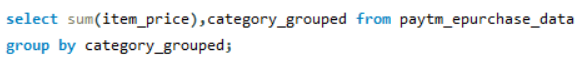 select sum(item_price),category_grouped from paytm_epurchase_data
group by category_grouped;